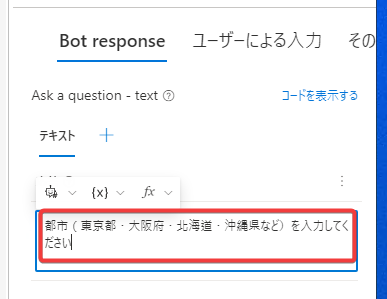 Bot response ユーザーによる入力 その
Ask a question - text コードを表示する
テキスト
{x} fx
都市（東京都・大阪府・北海道・沖縄県など）を入力してく
ださい